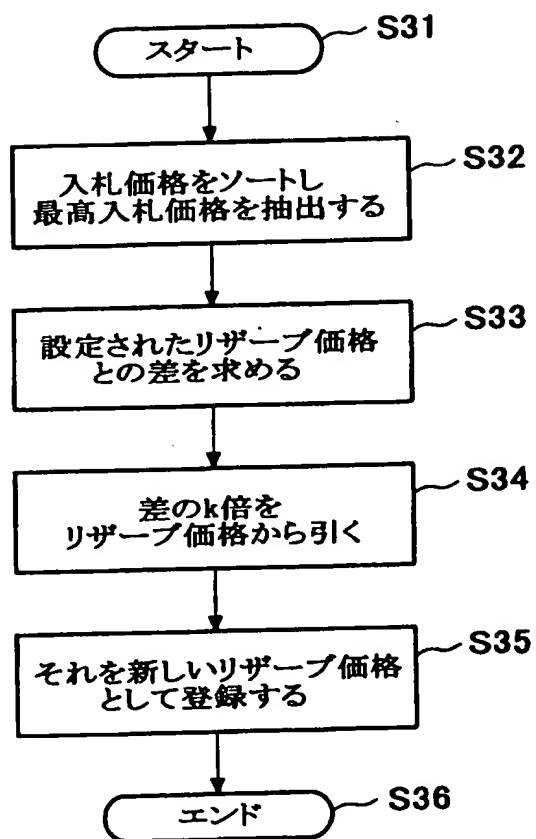 スタート
S31
入札価格をソートし
最高入札価格を抽出する
S32
設定されたリザーブ価格
との差を求める
S33
差のk倍を
リザーブ価格から引く
S34
それを新しいリザーブ価格
として登録する
S35
エンド
S36